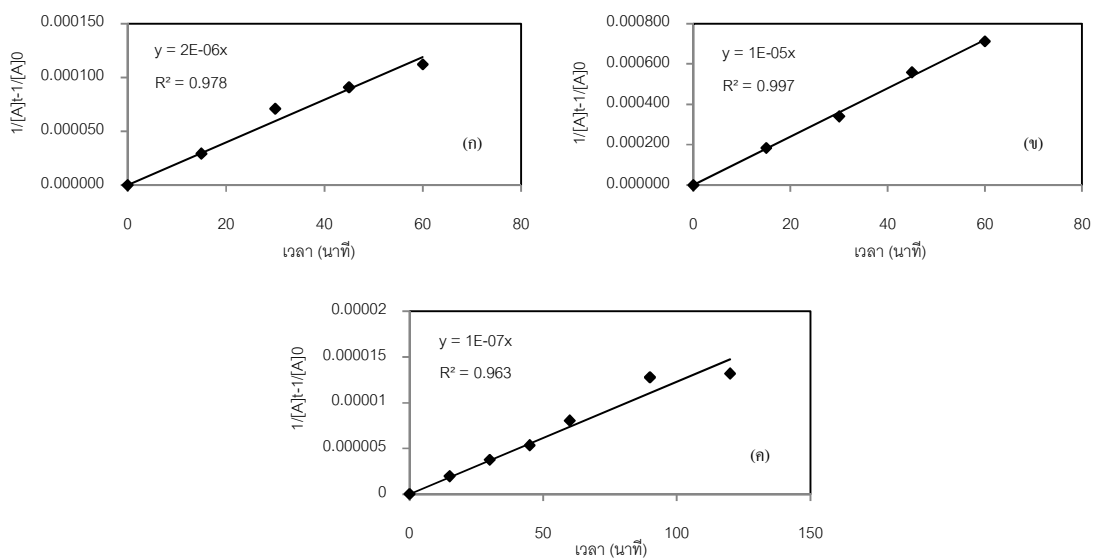 0.000150
0.000100
0.000050
0.000000
1/[A]t-1/[A]0
y = 2E-06x
R² = 0.978
(ก)
0 20 40 60 80
เวลา (นาที)
0.000800
0.000600
0.000400
0.000200
0.000000
1/[A]t-1/[A]0
y = 1E-05x
R² = 0.997
(ข)
0 20 40 60 80
เวลา (นาที)
0.00002
0.000015
0.00001
0.000005
0
1/[A]t-1/[A]0
y = 1E-07x
R² = 0.963
(ค)
0 50 100 150
เวลา (นาที)